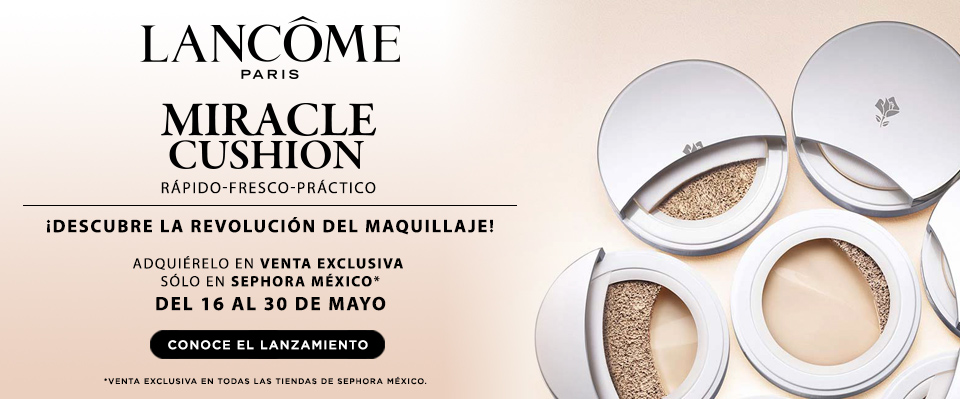 LANCÔME
PARIS
MIRACLE
CUSHION
RÁPIDO-FRESCO-PRÁCTICO
¡DESCUBRE LA REVOLUCIÓN DEL MAQUILLAJE!
ADQUIÉRELO EN VENTA EXCLUSIVA
SÓLO EN SEPHORA MÉXICO*
DEL 16 AL 30 DE MAYO
CONOCE EL LANZAMIENTO
*VENTA EXCLUSIVA EN TODAS LAS TIENDAS DE SEPHORA MÉXICO.